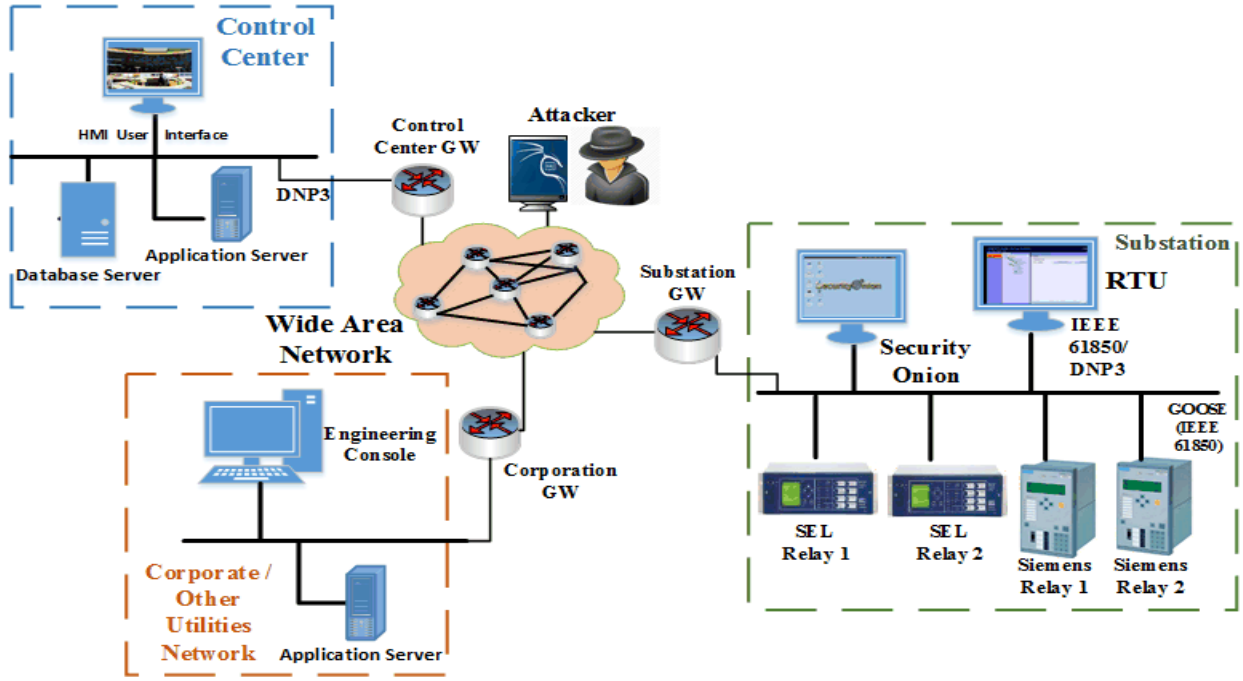 Control
Center
HMI User Interface
DNP3
Database Server
Application Server
Control
Center GW
Attacker
Wide Area
Network
Substation
GW
Substation
Security Onion
RTU
IEEE
61850/
DNP3
Security
Onion
GOOSE
(IEEE
61850)
SEL
Relay 1
SEL
Relay 2
Siemens
Relay 1
Siemens
Relay 2
Engineering
Console
Corporation
GW
Corporate /
Other
Utilities
Network
Application Server